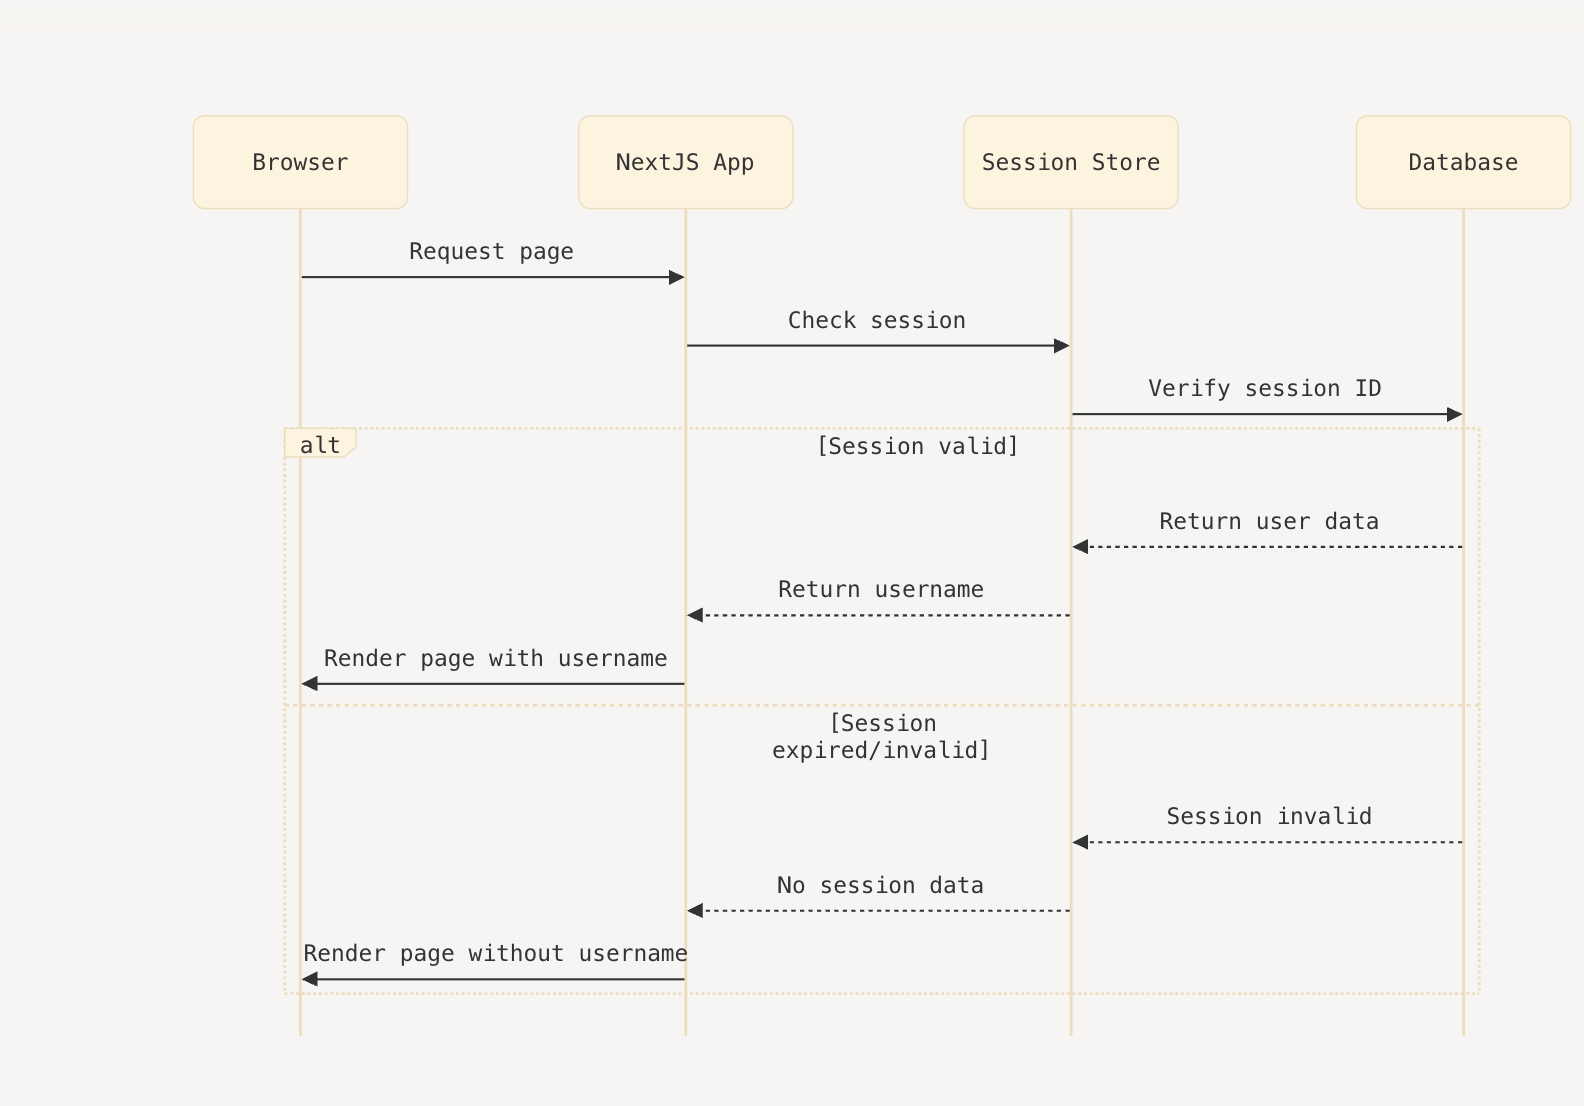 Browser
NextJS App
Session Store
Database
Request page
Check session
Verify session ID
alt
[Session valid]
Return user data
Return username
Render page with username
[Session
expired/invalid]
Session invalid
No session data
Render page without username